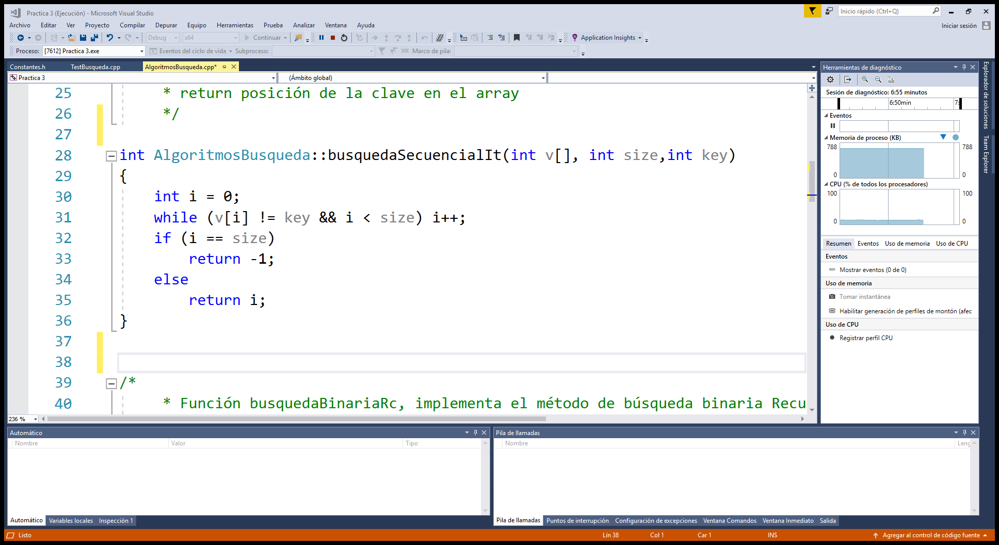 Practica 3 (Ejecución) - Microsoft Visual Studio
Inicio rápido (Ctrl+Q)
Archivo Editar Ver Proyecto Compilar Depurar Equipo Herramientas Prueba Analizar Ventana Ayuda
Iniciar sesión
Debug x64 Continuar Application Insights
Proceso: [7612] Practica 3.exe Eventos del ciclo de vida Subproceso: Marco de pila:
Constantes.h TestBusqueda.cpp AlgoritmosBusqueda.cpp*
Practica 3 (Ámbito global)
25 * return posición de la clave en el array
26 */
27
28 int AlgoritmosBusqueda::busquedaSecuencialIt(int v[], int size,int key)
29 {
30 int i = 0;
31 while (v[i] != key && i < size) i++;
32 if (i == size)
33 return -1;
34 else
35 return i;
36 }
37
38
39 /*
40 * Función busquedaBinariaRc, implementa el método de búsqueda binaria Recu
236 %
Herramientas de diagnóstico
Sesión de diagnóstico: 6:55 minutos
6:50min 7:
Eventos
Memoria de proceso (KB)
788 788
0 0
CPU (% de todos los procesadores)
100 100
0 0
Resumen Eventos Uso de memoria Uso de CPU
Eventos
Mostrar eventos (0 de 0)
Uso de memoria
Tomar instantánea
Habilitar generación de perfiles de montón (afec
Uso de CPU
Registrar perfil CPU
Explorador de soluciones
Team Explorer
Automático
Nombre Valor Tipo
Automático Variables locales Inspección 1
Pila de llamadas
Nombre Leng
Pila de llamadas Puntos de interrupción Configuración de excepciones Ventana Comandos Ventana Inmediato Salida
Listo Lín 38 Col 1 Car 1 INS Agregar al control de código fuente